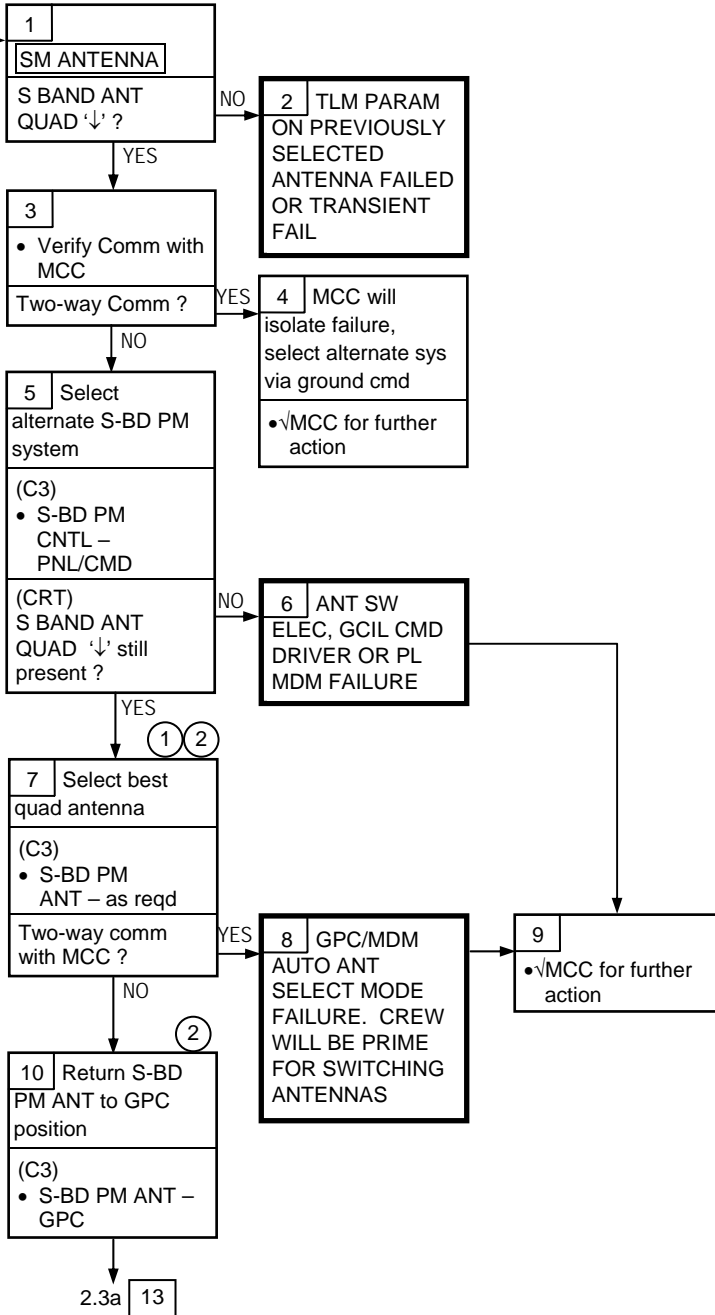 1
SM ANTENNA
S BAND ANT
QUAD ‘↓’ ?
NO
YES
2 TLM PARAM
ON PREVIOUSLY
SELECTED
ANTENNA FAILED
OR TRANSIENT
FAIL
3
• Verify Comm with
MCC
Two-way Comm ?
YES
NO
4 MCC will
isolate failure,
select alternate sys
via ground cmd
•√MCC for further
action
5 Select
alternate S-BD PM
system
(C3)
• S-BD PM
CNTL –
PNL/CMD
(CRT)
S BAND ANT
QUAD ‘↓’ still
present ?
NO
YES
6 ANT SW
ELEC, GCIL CMD
DRIVER OR PL
MDM FAILURE
1 2
7 Select best
quad antenna
(C3)
• S-BD PM
ANT – as reqd
Two-way comm
with MCC ?
YES
NO
8 GPC/MDM
AUTO ANT
SELECT MODE
FAILURE. CREW
WILL BE PRIME
FOR SWITCHING
ANTENNAS
9
•√MCC for further
action
2
10 Return S-BD
PM ANT to GPC
position
(C3)
• S-BD PM ANT –
GPC
2.3a 13